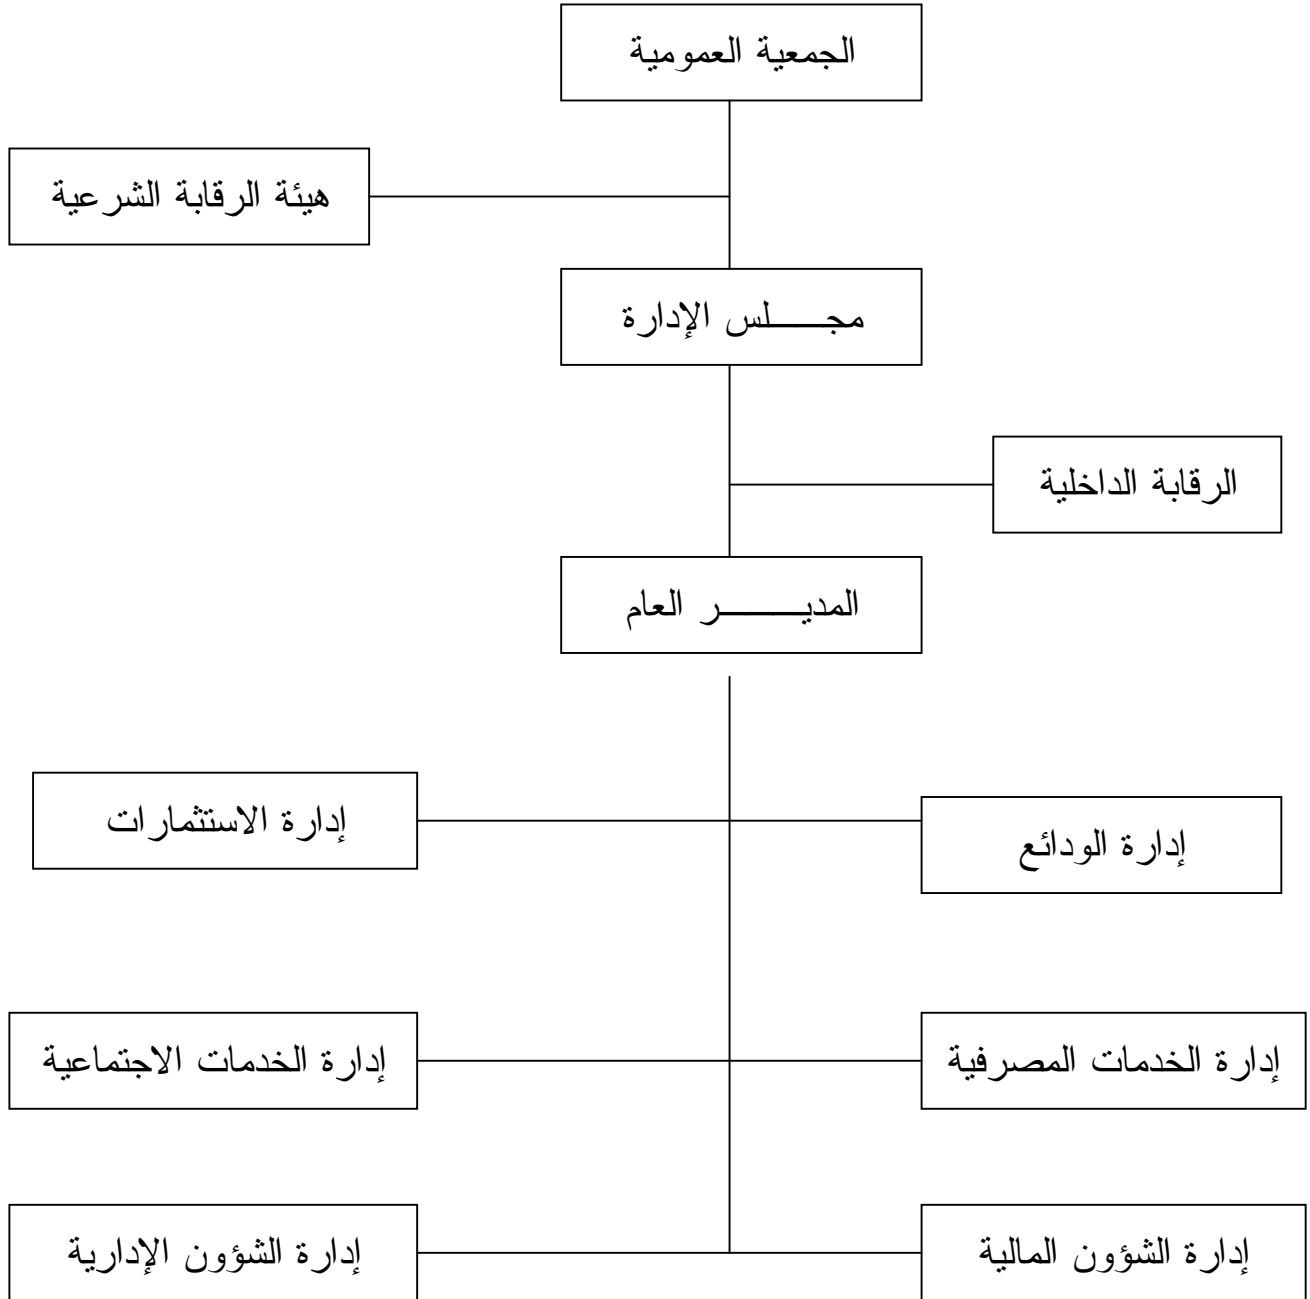 الجمعية العمومية
هيئة الرقابة الشرعية
مجـــــلس الإدارة
الرقابة الداخلية
المديـــــــر العام
إدارة الاستثمارات
إدارة الودائع
إدارة الخدمات المصرفية
إدارة الخدمات الاجتماعية
إدارة الشؤون المالية
إدارة الشؤون الإدارية